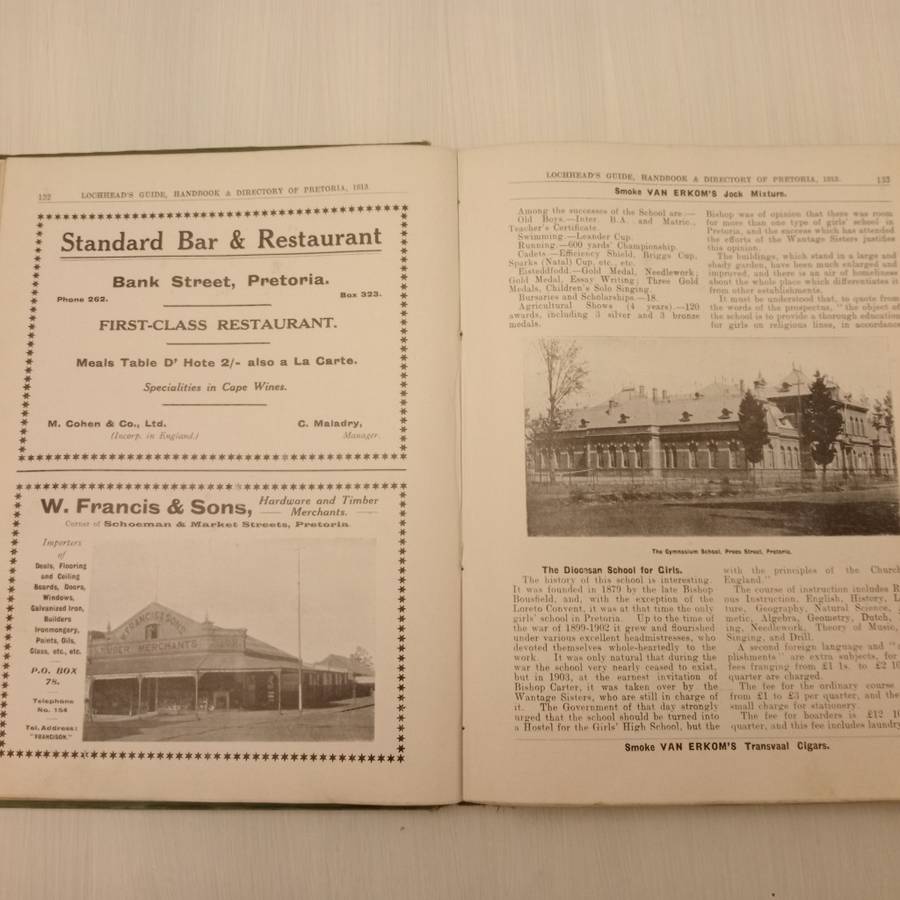 132 LOCHHEAD'S GUIDE, HANDBOOK & DIRECTORY OF PRETORIA, 1913.
Standard Bar & Restaurant
Bank Street, Pretoria.
Phone 262. Box 323.
FIRST-CLASS RESTAURANT.
Meals Table D' Hote 2/- also a La Carte.
Specialities in Cape Wines.
M. Cohen & Co., Ltd. C. Maladry,
(Incorp. in England.) Manager.
W. Francis & Sons, Hardware and Timber
Merchants.
Corner of Schoeman & Market Streets, Pretoria
Importers
of
Deals, Flooring
and Ceiling
Boards, Doors,
Windows,
Galvanized Iron,
Builders
Ironmongery,
Paints, Oils,
Glass, etc., etc.
P.O. BOX
78.
Telephone
No. 154
Tel. Address:
"FRANCISON."
W. FRANCIS & SONS
TIMBER MERCHANTS
LOCHHEAD'S GUIDE, HANDBOOK & DIRECTORY OF PRETORIA, 1913. 133
Smoke VAN ERKOM'S Jock Mixture.
Among the successes of the School are:—
Old Boys.—Inter. B.A. and Matric.,
Teacher's Certificate.
Swimming.—Leander Cup.
Running.—600 yards' Championship.
Cadets.—Efficiency Shield, Briggs Cup,
Sparks (Natal) Cup, etc., etc.
Eisteddfodd.—Gold Medal, Needlework;
Gold Medal, Essay Writing; Three Gold
Medals, Children's Solo Singing.
Bursaries and Scholarships.—18.
Agricultural Shows (4 years).—120
awards, including 3 silver and 3 bronze
medals.
Bishop was of opinion that there was room
for more than one type of girls' school in
Pretoria, and the success which has attended
the efforts of the Wantage Sisters justifies
this opinion.
The buildings, which stand in a large and
shady garden, have been much enlarged and
improved, and there is an air of homeliness
about the whole place which differentiates it
from other establishments.
It must be understood that, to quote from
the words of the prospectus, "the object of
the school is to provide a thorough education
for girls on religious lines, in accordance
The Gymnasium School, Proes Street, Pretoria.
The Diocesan School for Girls.
The history of this school is interesting.
It was founded in 1879 by the late Bishop
Bousfield, and, with the exception of the
Loreto Convent, it was at that time the only
girls' school in Pretoria. Up to the time of
the war of 1899-1902 it grew and flourished
under various excellent headmistresses, who
devoted themselves whole-heartedly to the
work. It was only natural that during the
war the school very nearly ceased to exist,
but in 1903, at the earnest invitation of
Bishop Carter, it was taken over by the
Wantage Sisters, who are still in charge of
it. The Government of that day strongly
urged that the school should be turned into
a Hostel for the Girls' High School, but the
with the principles of the Church
England."
The course of instruction includes
ous Instruction, English, History,
ture, Geography, Natural Science,
metic, Algebra, Geometry, Dutch,
ing, Needlework, Theory of Music,
Singing, and Drill.
A second foreign language and
plishments" are extra subjects, for
fees franging from £1 1s. to £2
quarter are charged.
The fee for the ordinary course
from £1 to £3 per quarter, and the
small charge for stationery.
The fee for boarders is £12
quarter, and this fee includes laundry
Smoke VAN ERKOM'S Transvaal Cigars.